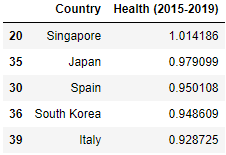 Country Health (2015-2019)
20 Singapore 1.014186
35 Japan 0.979099
30 Spain 0.950108
36 South Korea 0.948609
39 Italy 0.928725